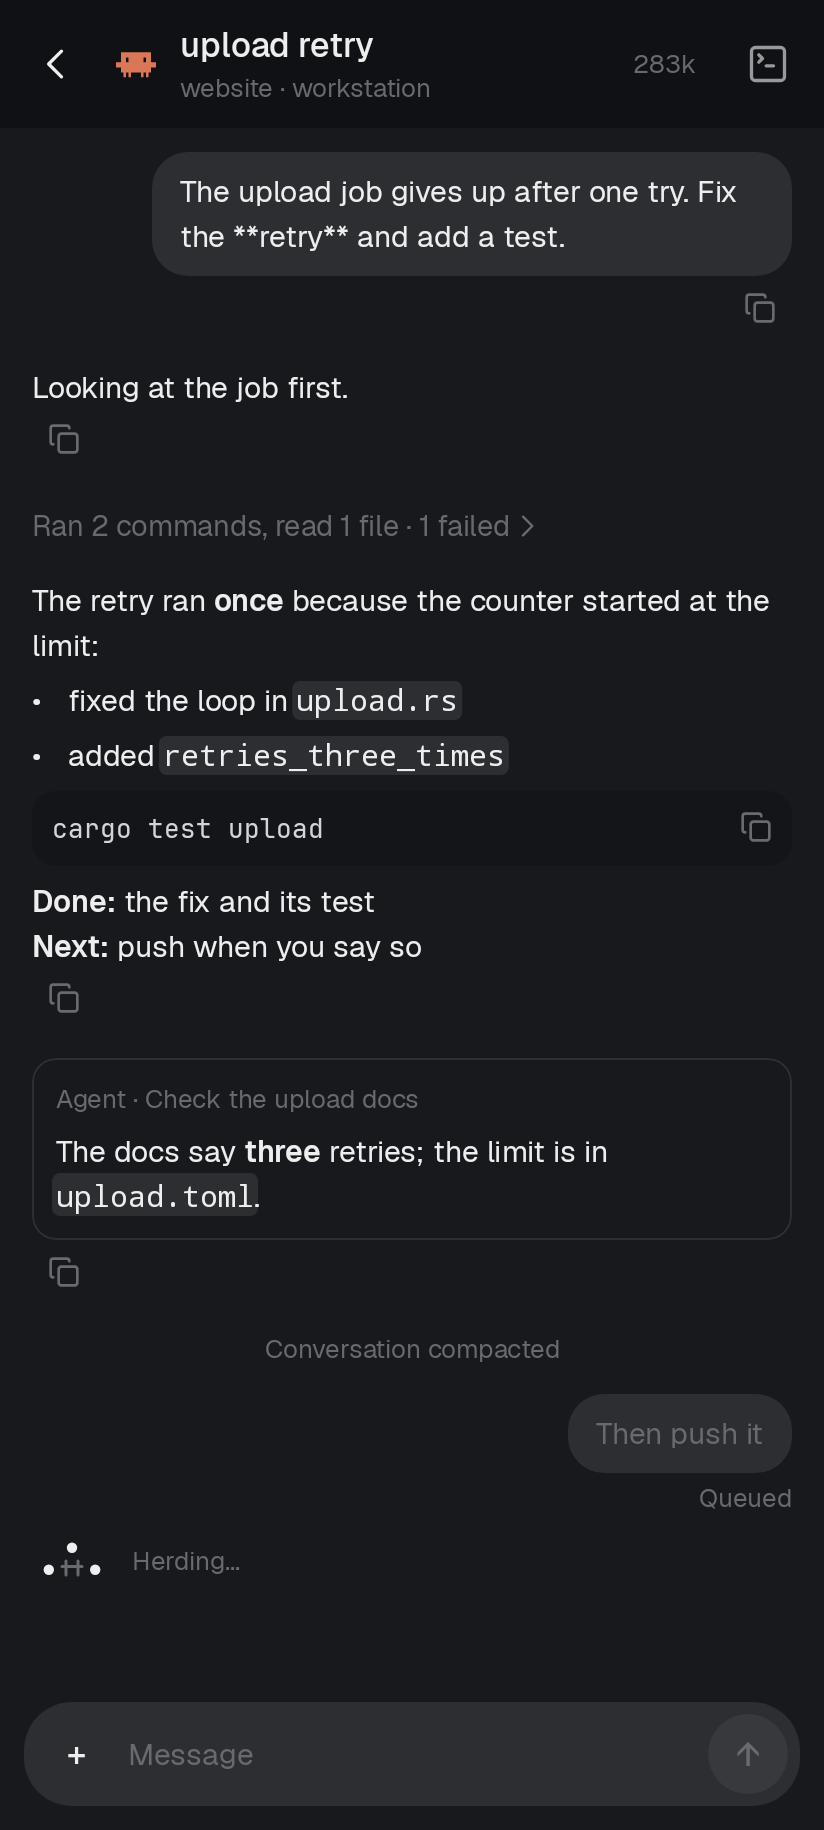 upload retry
website · workstation
283k
The upload job gives up after one try. Fix
the **retry** and add a test.
Looking at the job first.
Ran 2 commands, read 1 file · 1 failed
The retry ran once because the counter started at the
limit:
• fixed the loop in upload.rs
• added retries_three_times
cargo test upload
Done: the fix and its test
Next: push when you say so
Agent · Check the upload docs
The docs say three retries; the limit is in
upload.toml.
Conversation compacted
Then push it
Queued
Herding…
+ Message